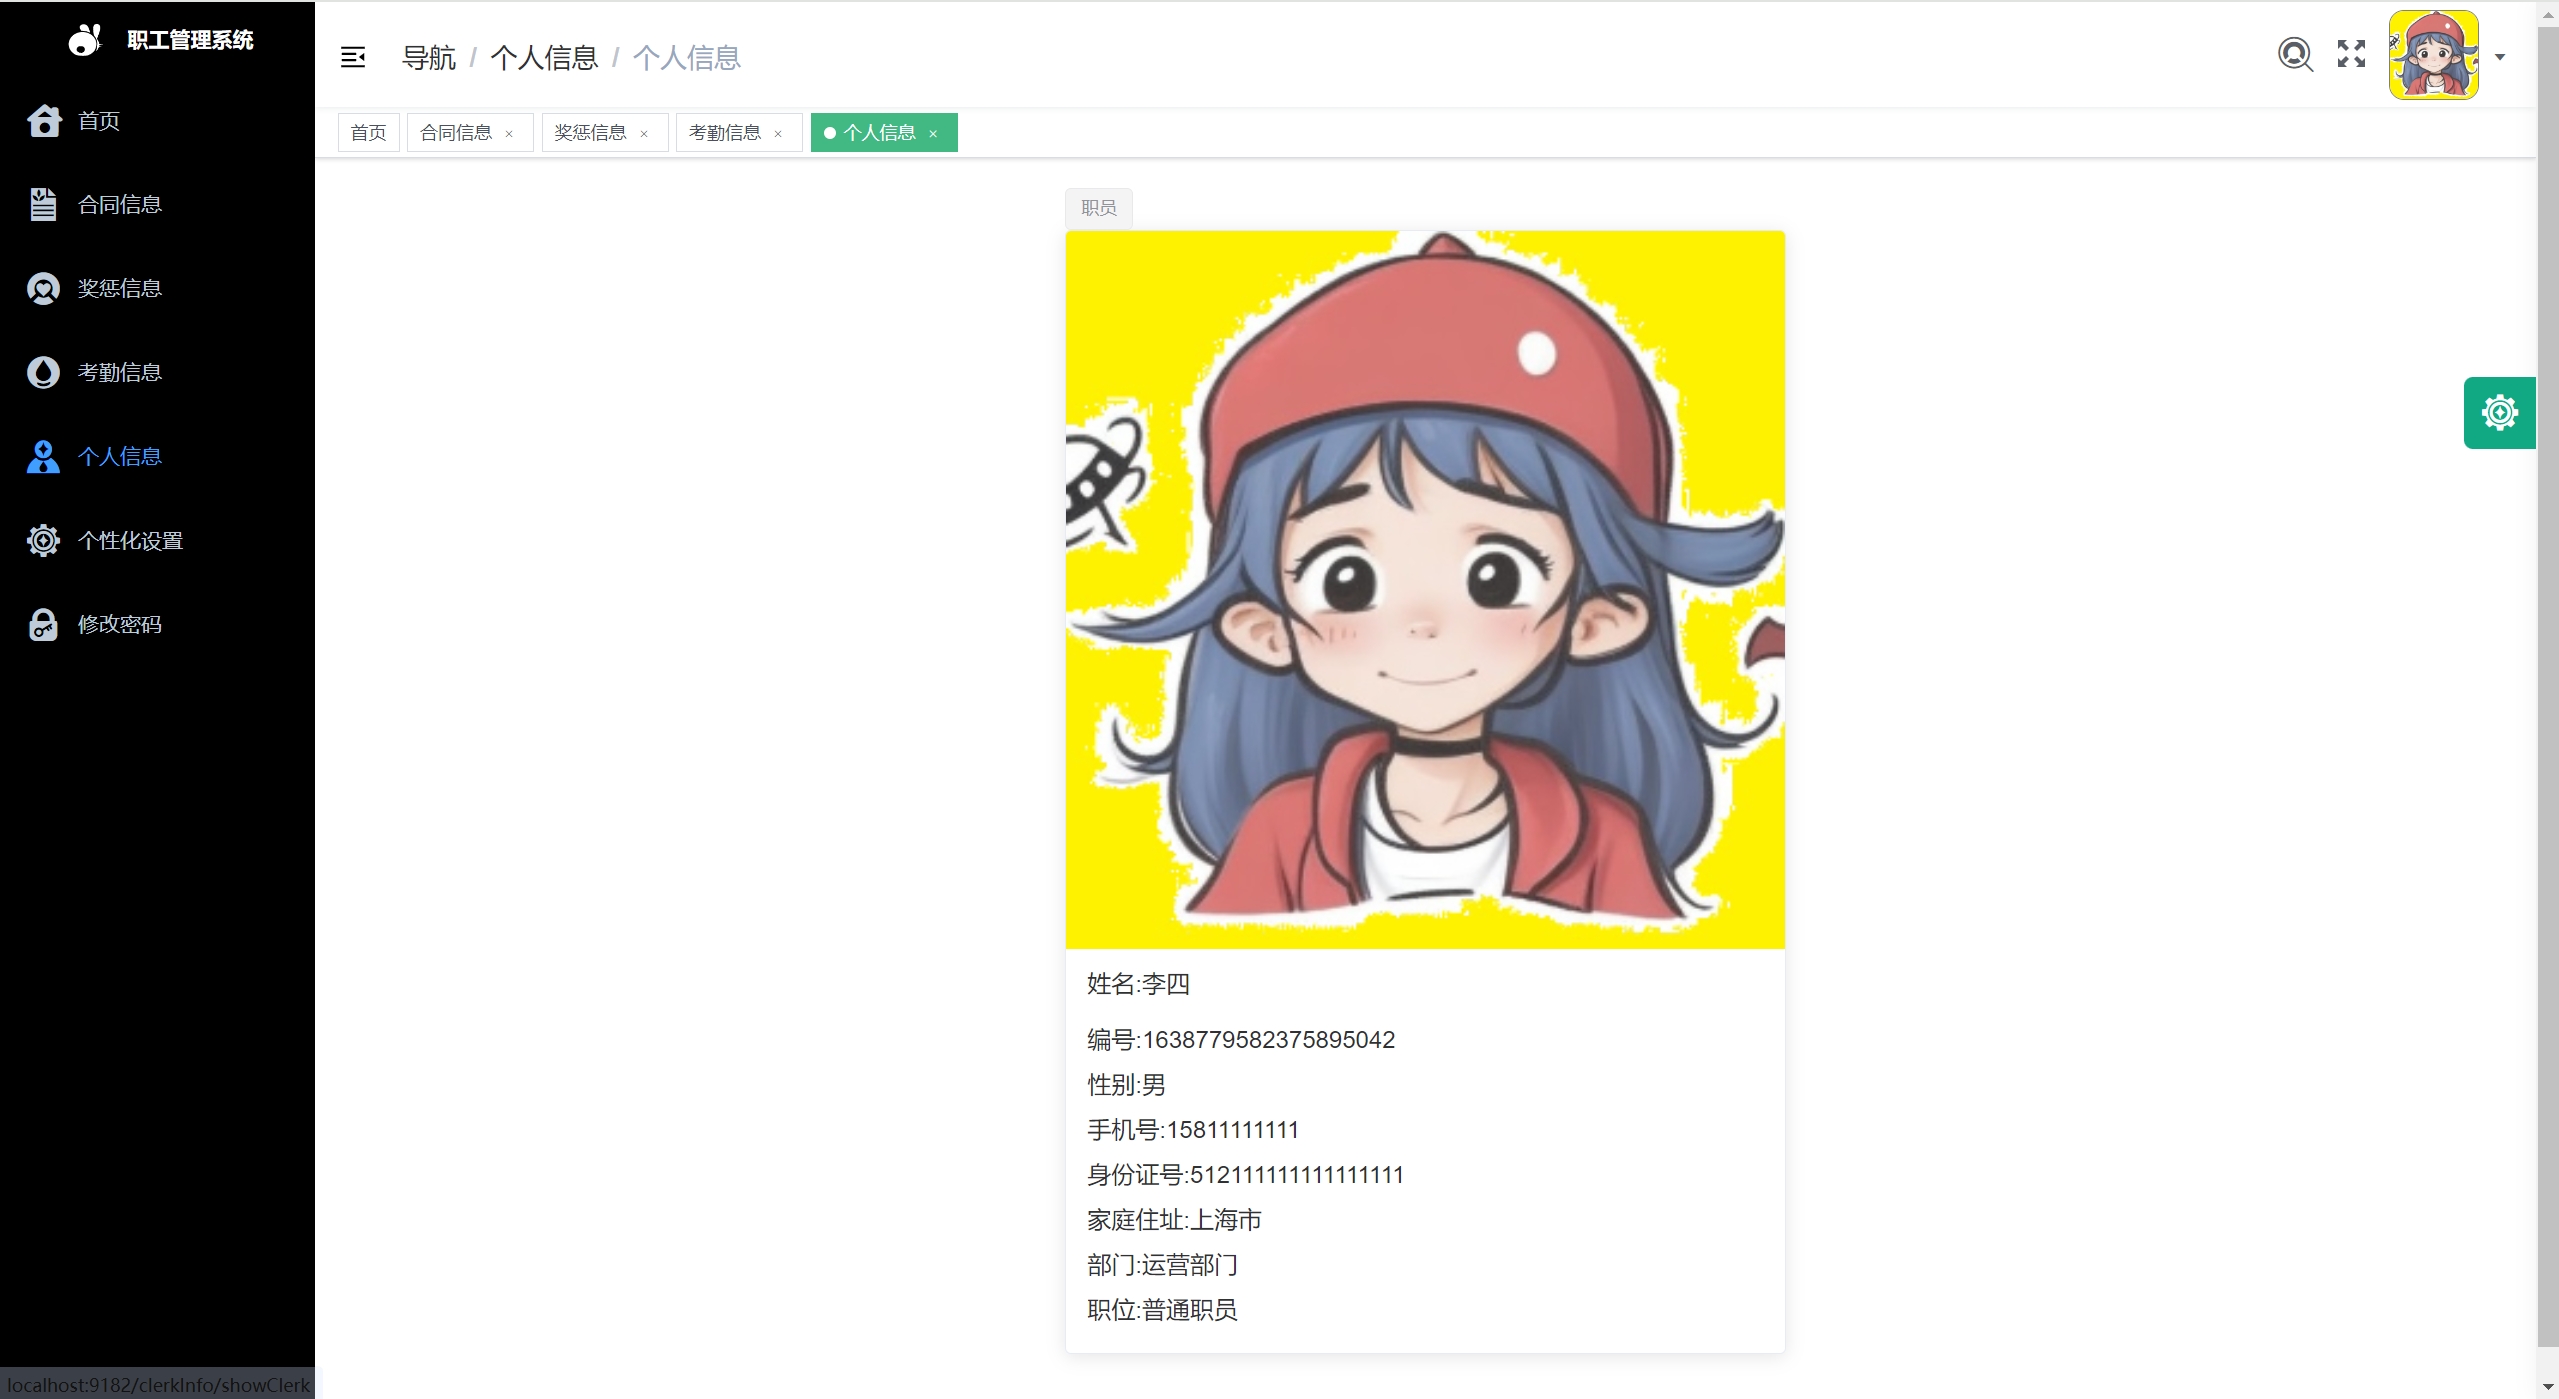 职工管理系统
首页
合同信息
奖惩信息
考勤信息
个人信息
个性化设置
修改密码
导航 / 个人信息 / 个人信息
首页 合同信息 × 奖惩信息 × 考勤信息 × 个人信息 ×
职员
姓名:李四
编号:1638779582375895042
性别:男
手机号:15811111111
身份证号:512111111111111111
家庭住址:上海市
部门:运营部门
职位:普通职员
localhost:9182/clerkInfo/showClerk